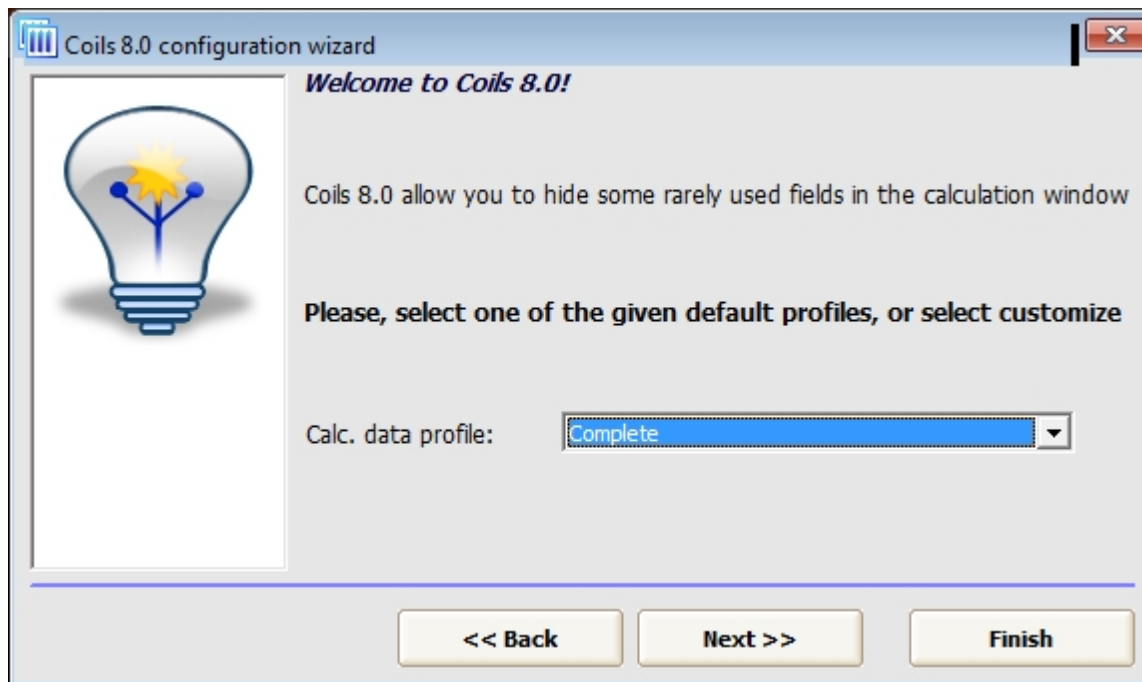 Coils 8.0 configuration wizard
Welcome to Coils 8.0!
Coils 8.0 allow you to hide some rarely used fields in the calculation window
Please, select one of the given default profiles, or select customize
Calc. data profile: Complete
<< Back Next >> Finish